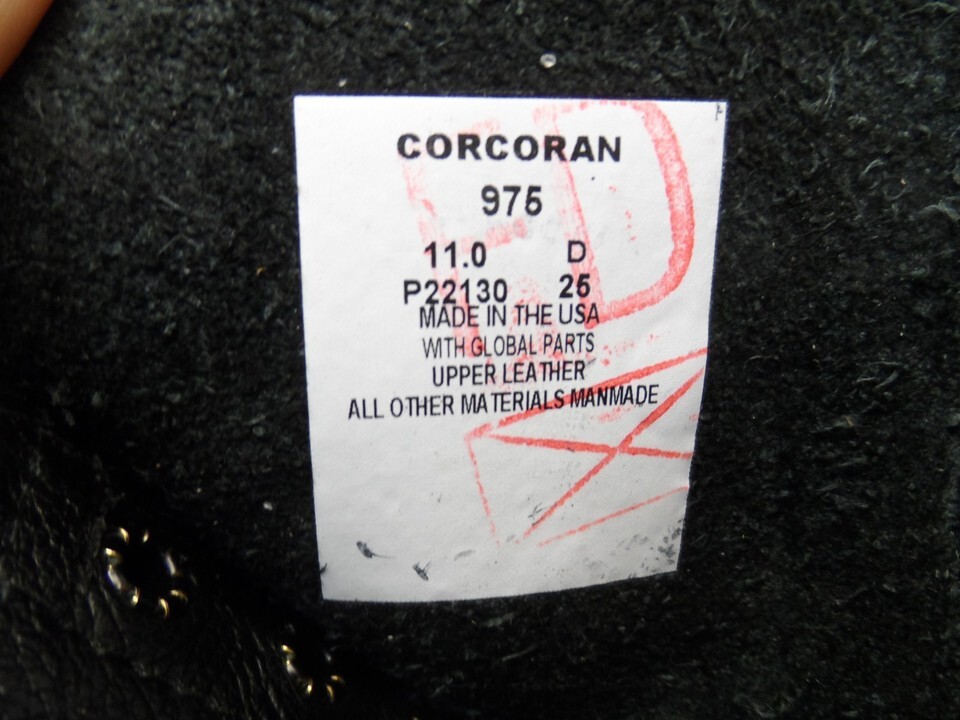 CORCORAN
975
11.0 D
P22130 25
MADE IN THE USA
WITH GLOBAL PARTS
UPPER LEATHER
ALL OTHER MATERIALS MANMADE